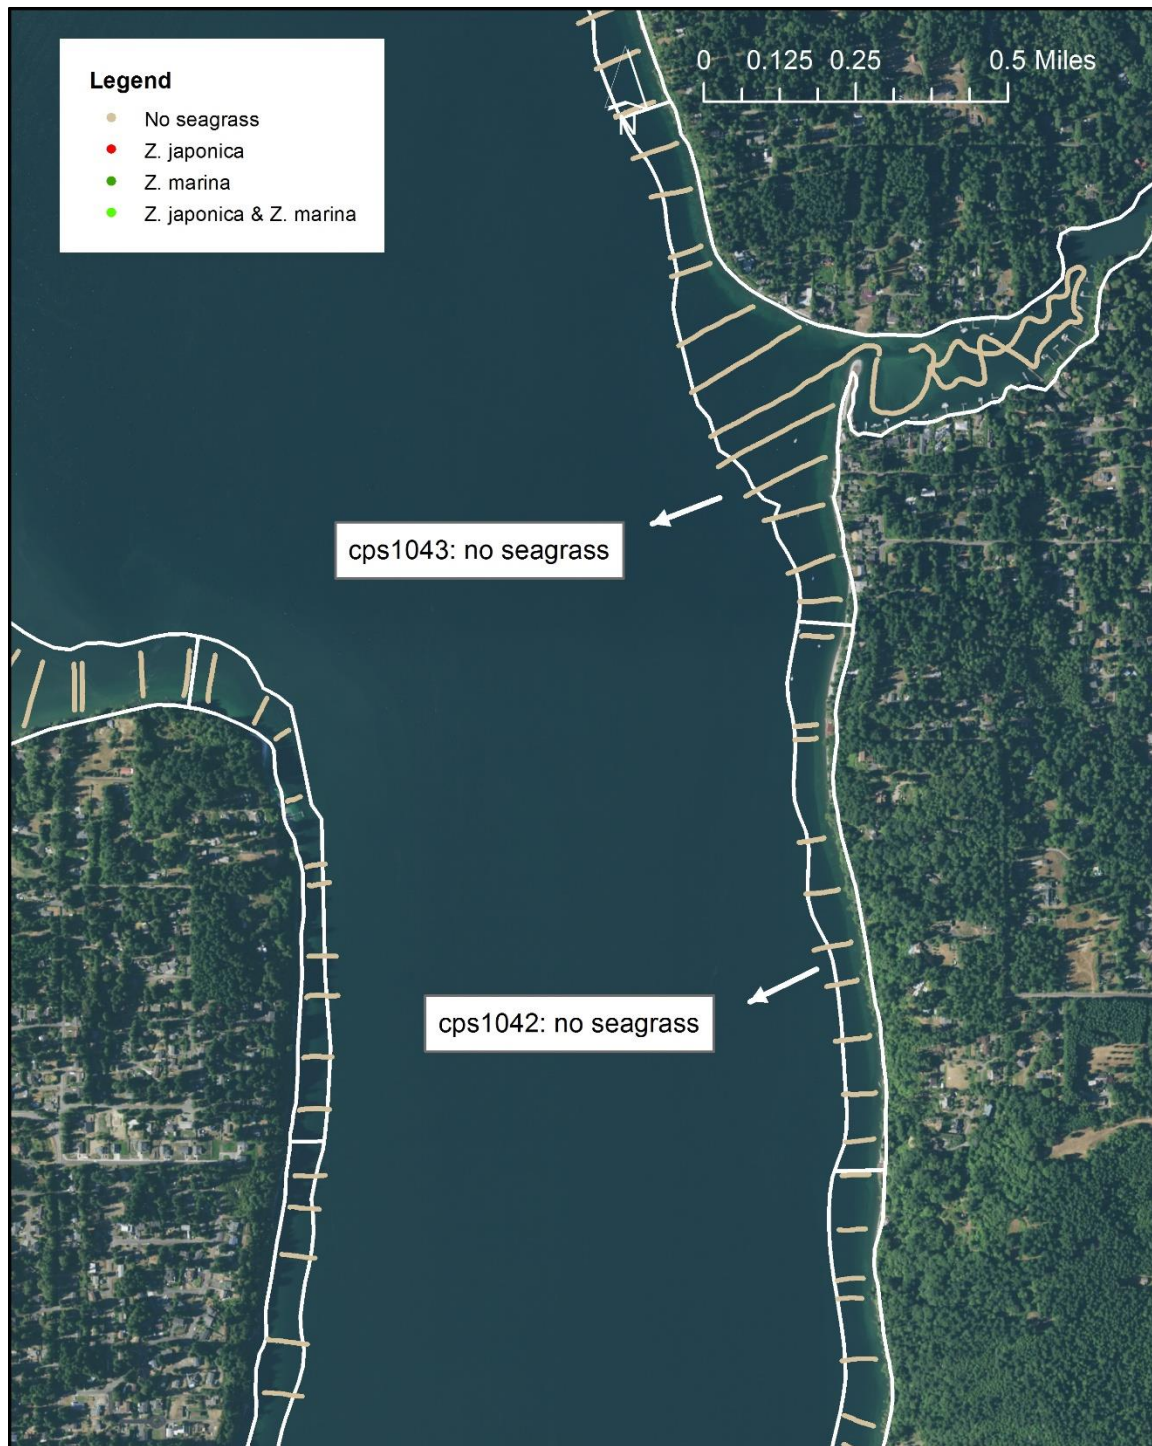 Legend
No seagrass
Z. japonica
Z. marina
Z. japonica & Z. marina
0 0.125 0.25 0.5 Miles
N
cps1043: no seagrass
cps1042: no seagrass